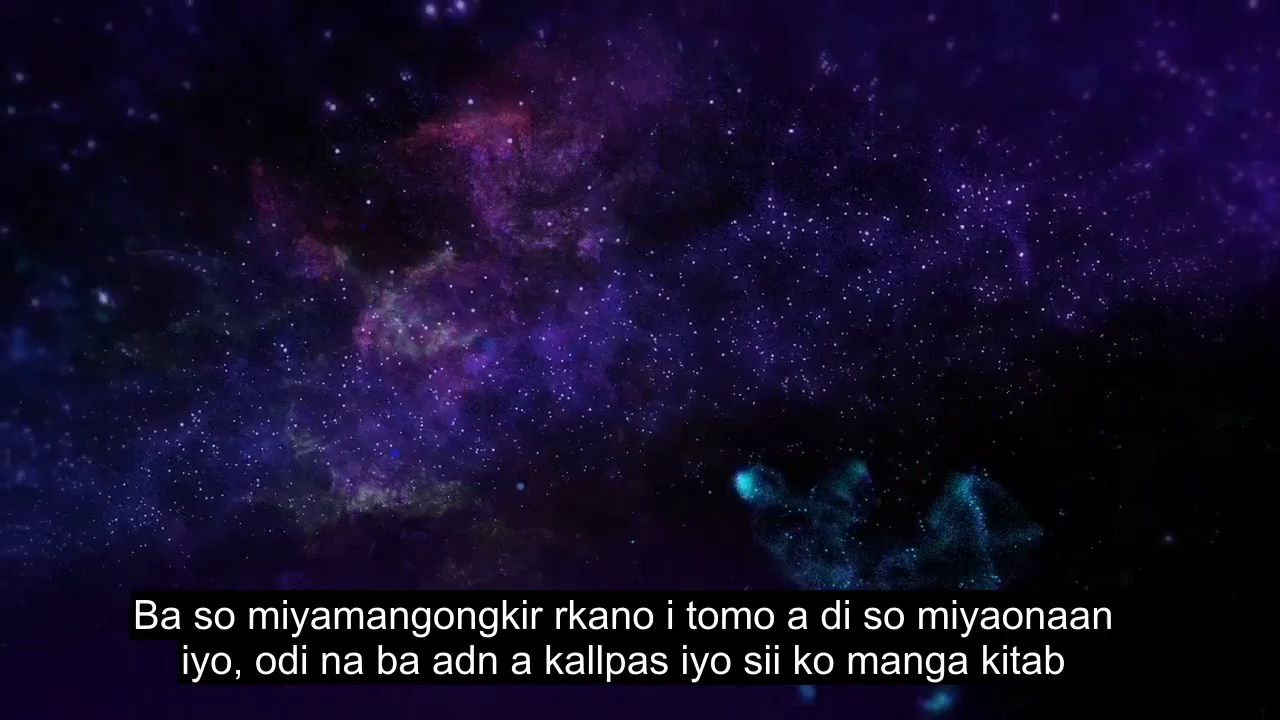 Ba so miyamangongkir rkano i tomo a di so miyaonaan
iyo, odi na ba adn a kallpas iyo sii ko manga kitab